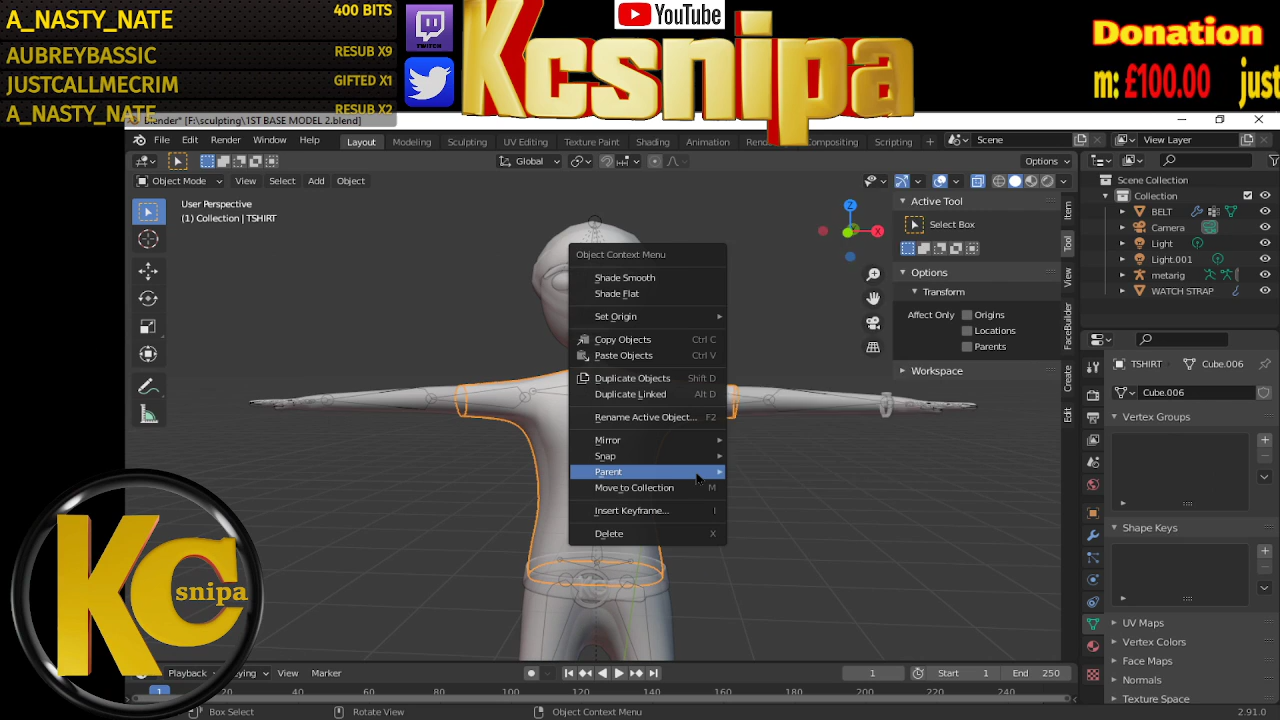 A_NASTY_NATE 400 BITS
AUBREYBASSIC RESUB X9
JUSTCALLMECRIM GIFTED X1
A_NASTY_NATE RESUB X2
TWITCH
YouTube
Kcsnipa
Donation
m: £100.00 just
Blender* [F:\sculpting\1ST BASE MODEL 2.blend]
File Edit Render Window Help Layout Modeling Sculpting UV Editing Texture Paint Shading Animation Compositing Scripting + Scene View Layer
Global Options
Object Mode View Select Add Object
User Perspective
(1) Collection | TSHIRT
Z
X
Object Context Menu
Shade Smooth
Shade Flat
Set Origin
Copy Objects Ctrl C
Paste Objects Ctrl V
Duplicate Objects Shift D
Duplicate Linked Alt D
Rename Active Object... F2
Mirror
Snap
Parent
Move to Collection M
Insert Keyframe... I
Delete X
Active Tool
Select Box
Options
Transform
Affect Only Origins
Locations
Parents
Workspace
Item
Tool
View
FaceBuilder
Create
Edit
Scene Collection
Collection
BELT
Camera
Light
Light.001
metarig
WATCH STRAP
TSHIRT Cube.006
Cube.006
Vertex Groups
Shape Keys
UV Maps
Vertex Colors
Face Maps
Normals
Texture Space
KC snipa
Playback View Marker 1 Start 1 End 250
1 20 40 60 80 100 120 140 160 180 200 220 240
Box Select Rotate View Object Context Menu 2.91.0